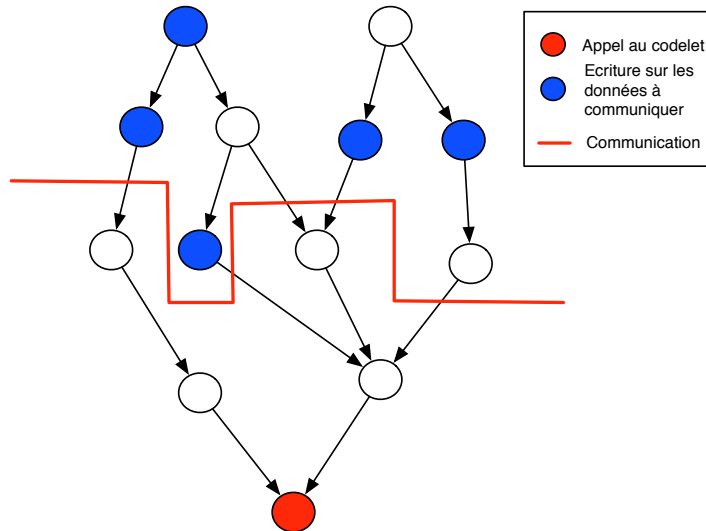 Appel au codelet
Ecriture sur les
données à
communiquer
Communication